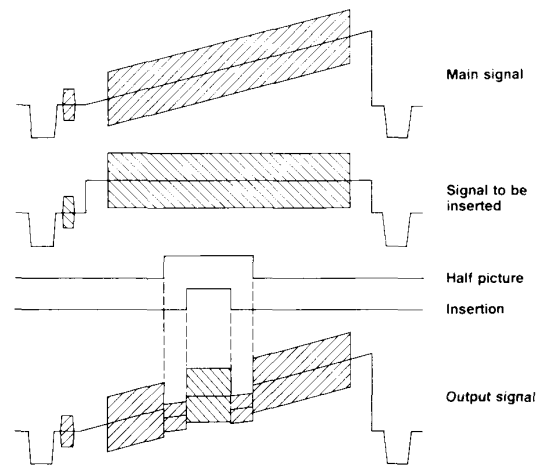 Main signal
Signal to be
inserted
Half picture
Insertion
Output signal